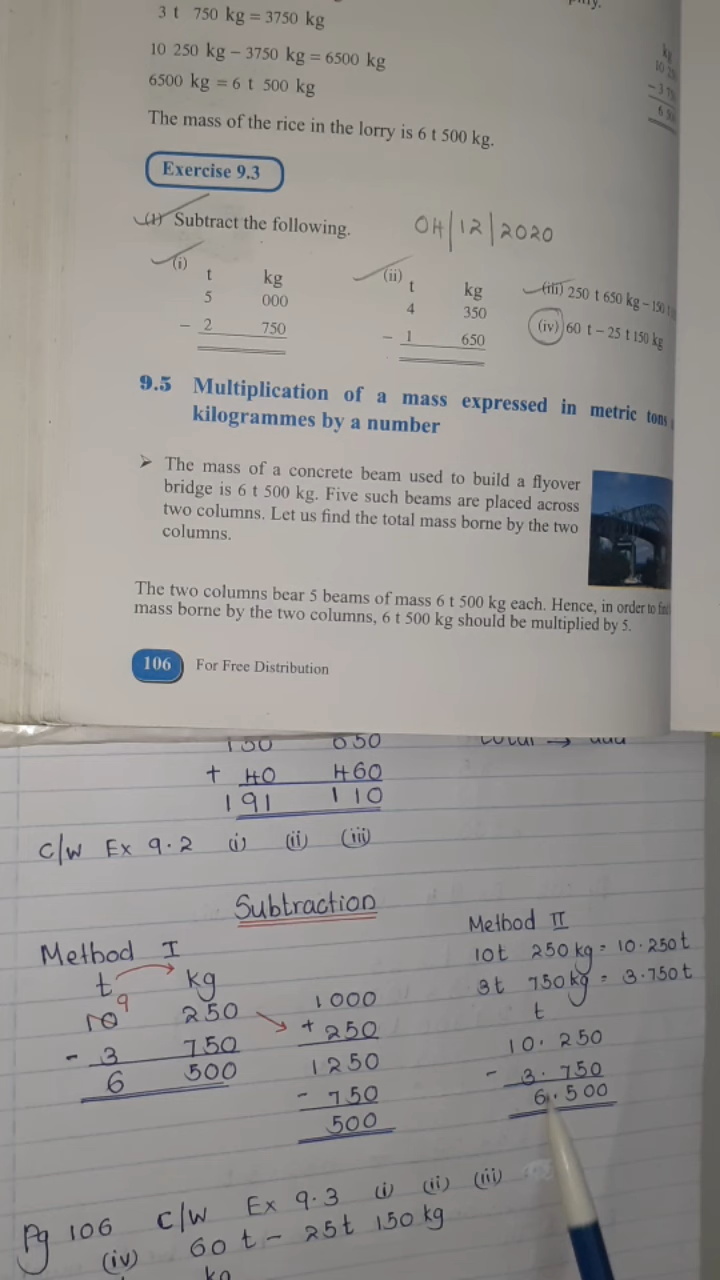 3 t 750 kg = 3750 kg
10 250 kg – 3750 kg = 6500 kg
6500 kg = 6 t 500 kg
The mass of the rice in the lorry is 6 t 500 kg.
kg
Exercise 9.3
(1) Subtract the following.
04/12/2020
(i)
t kg
5 000
– 2 750
(ii)
t kg
4 350
– 1 650
(iii) 250 t 650 kg – 150 t
(iv) 60 t – 25 t 150 kg
9.5 Multiplication of a mass expressed in metric tons
kilogrammes by a number
➢ The mass of a concrete beam used to build a flyover
bridge is 6 t 500 kg. Five such beams are placed across
two columns. Let us find the total mass borne by the two
columns.
The two columns bear 5 beams of mass 6 t 500 kg each. Hence, in order to
mass borne by the two columns, 6 t 500 kg should be multiplied by 5.
106 For Free Distribution
150 650
+ 40 460
191 110
total → add
C/W Ex 9.2 (i) (ii) (iii)
Subtraction
Method I
t kg
9
10 250
- 3 750
6 500
1000
+ 250
1250
- 750
500
Method II
10t 250kg = 10.250t
3t 750kg = 3.750t
t
10.250
- 3.750
6.500
Pg 106 C/W Ex 9.3 (i) (ii) (iii)
(iv) 60 t - 25t 150 kg
kg